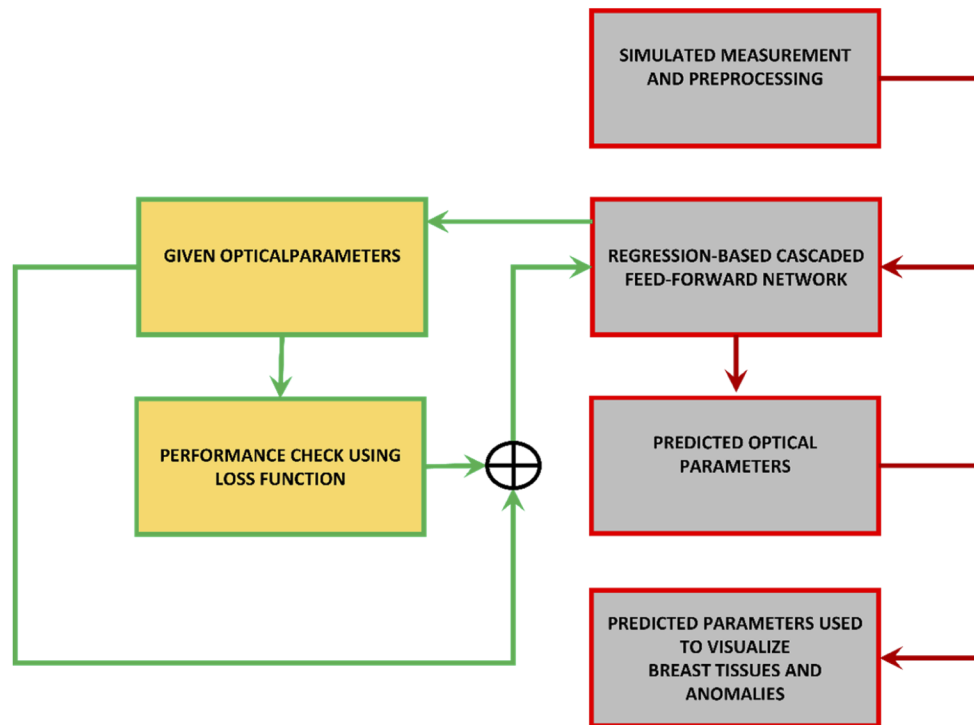 SIMULATED MEASUREMENT
AND PREPROCESSING
GIVEN OPTICALPARAMETERS
REGRESSION-BASED CASCADED
FEED-FORWARD NETWORK
PERFORMANCE CHECK USING
LOSS FUNCTION
PREDICTED OPTICAL
PARAMETERS
PREDICTED PARAMETERS USED
TO VISUALIZE
BREAST TISSUES AND
ANOMALIES